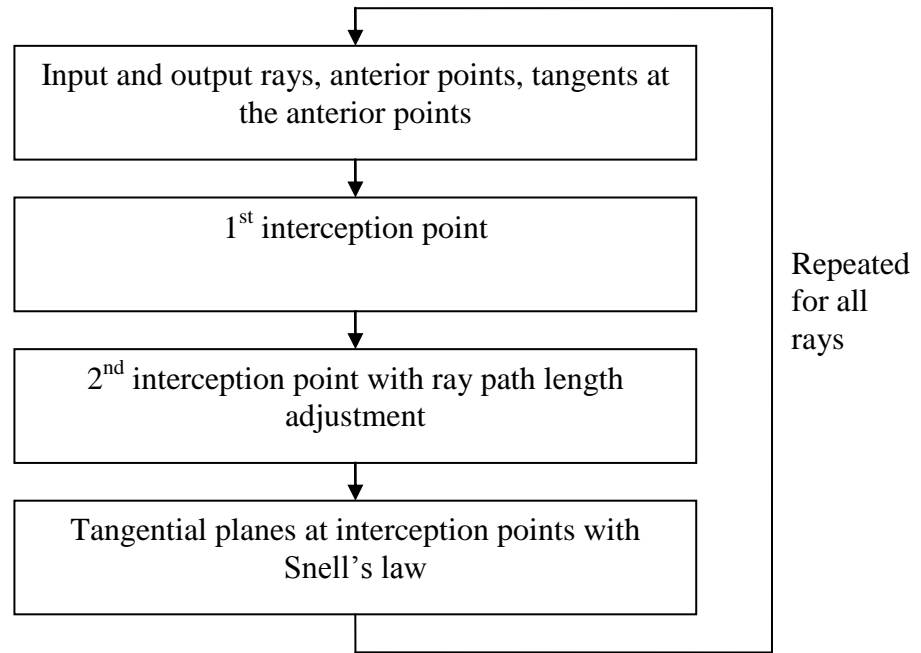 Input and output rays, anterior points, tangents at
the anterior points
1st interception point
2nd interception point with ray path length
adjustment
Tangential planes at interception points with
Snell’s law
Repeated
for all
rays